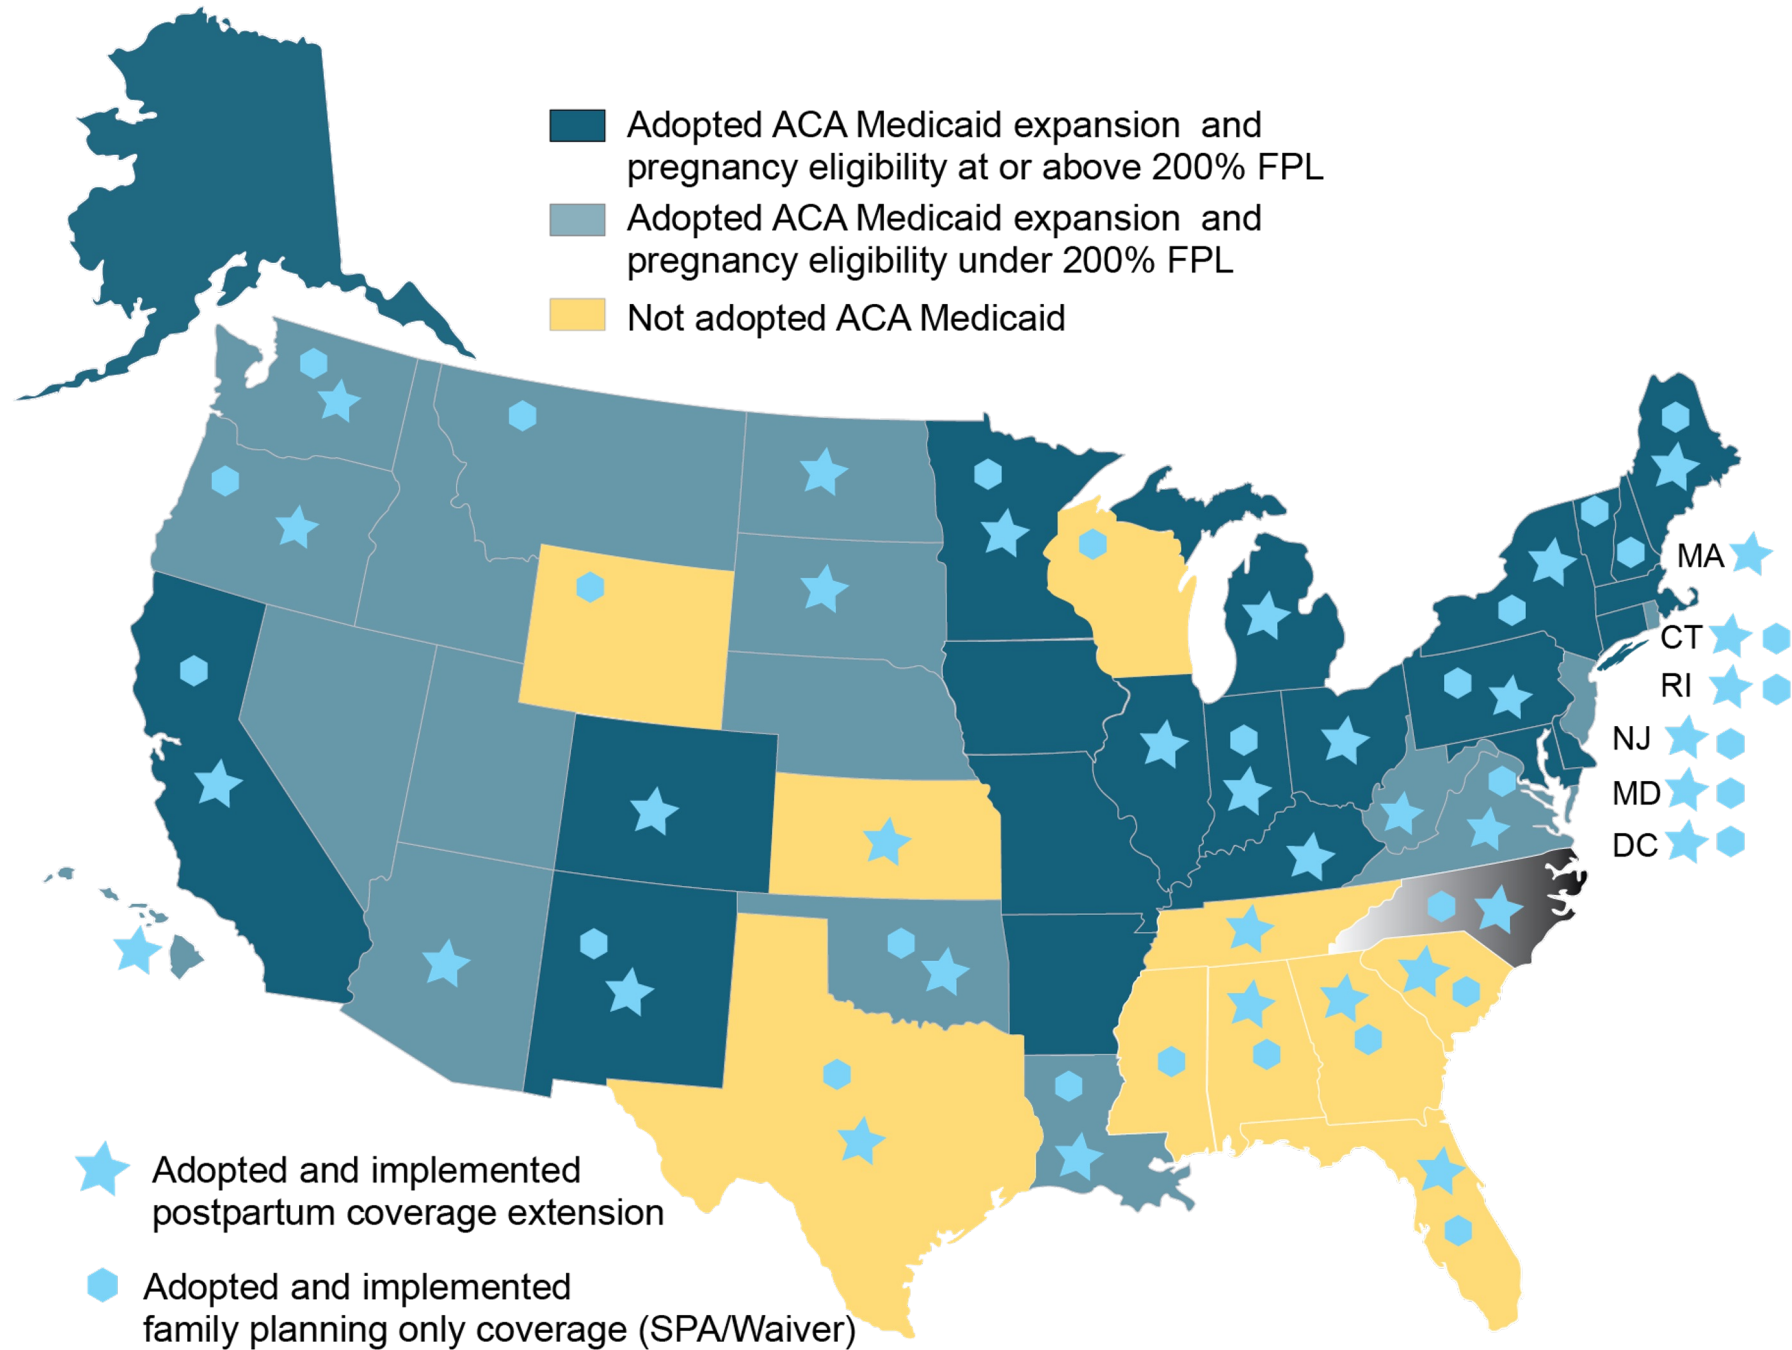 Adopted ACA Medicaid expansion and
pregnancy eligibility at or above 200% FPL
Adopted ACA Medicaid expansion and
pregnancy eligibility under 200% FPL
Not adopted ACA Medicaid
MA
CT
RI
NJ
MD
DC
Adopted and implemented
postpartum coverage extension
Adopted and implemented
family planning only coverage (SPA/Waiver)